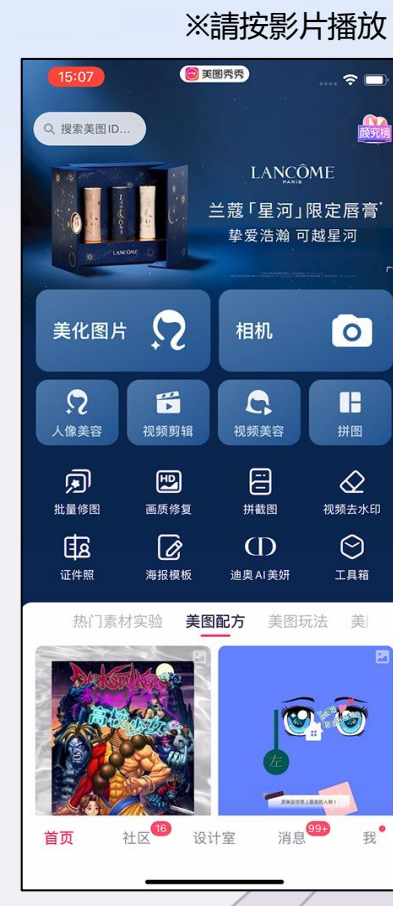 ※請按影片播放
15:07
美图秀秀
搜索美图ID...
颜究榜
LANCÔME
PARIS
兰蔻「星河」限定唇膏*
挚爱浩瀚 可越星河
LANCOME
美化图片
相机
人像美容
视频剪辑
视频美容
拼图
HD
批量修图
画质修复
拼截图
视频去水印
证件照
海报模板
迪奥AI美妍
工具箱
热门素材实验
美图配方
美图玩法
美
DARKSTALKERS
高校少女
左
首页
社区
16
设计室
消息
99+
我